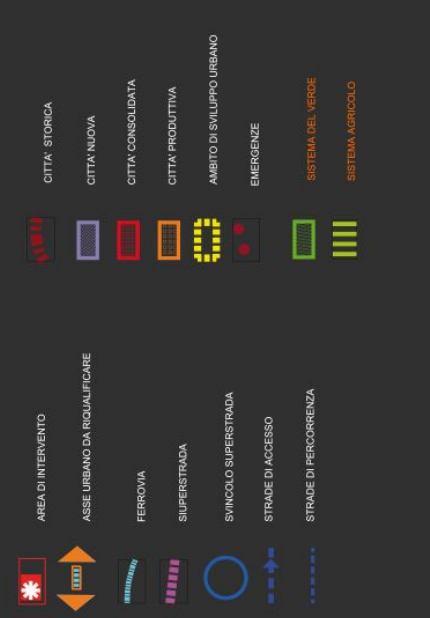 AREA DI INTERVENTO
ASSE URBANO DA RIQUALIFICARE
FERROVIA
SIUPERSTRADA
SVINCOLO SUPERSTRADA
STRADE DI ACCESSO
STRADE DI PERCORRENZA
CITTA' STORICA
CITTA' NUOVA
CITTA' CONSOLIDATA
CITTA' PRODUTTIVA
AMBITO DI SVILUPPO URBANO
EMERGENZE
SISTEMA DEL VERDE
SISTEMA AGRICOLO